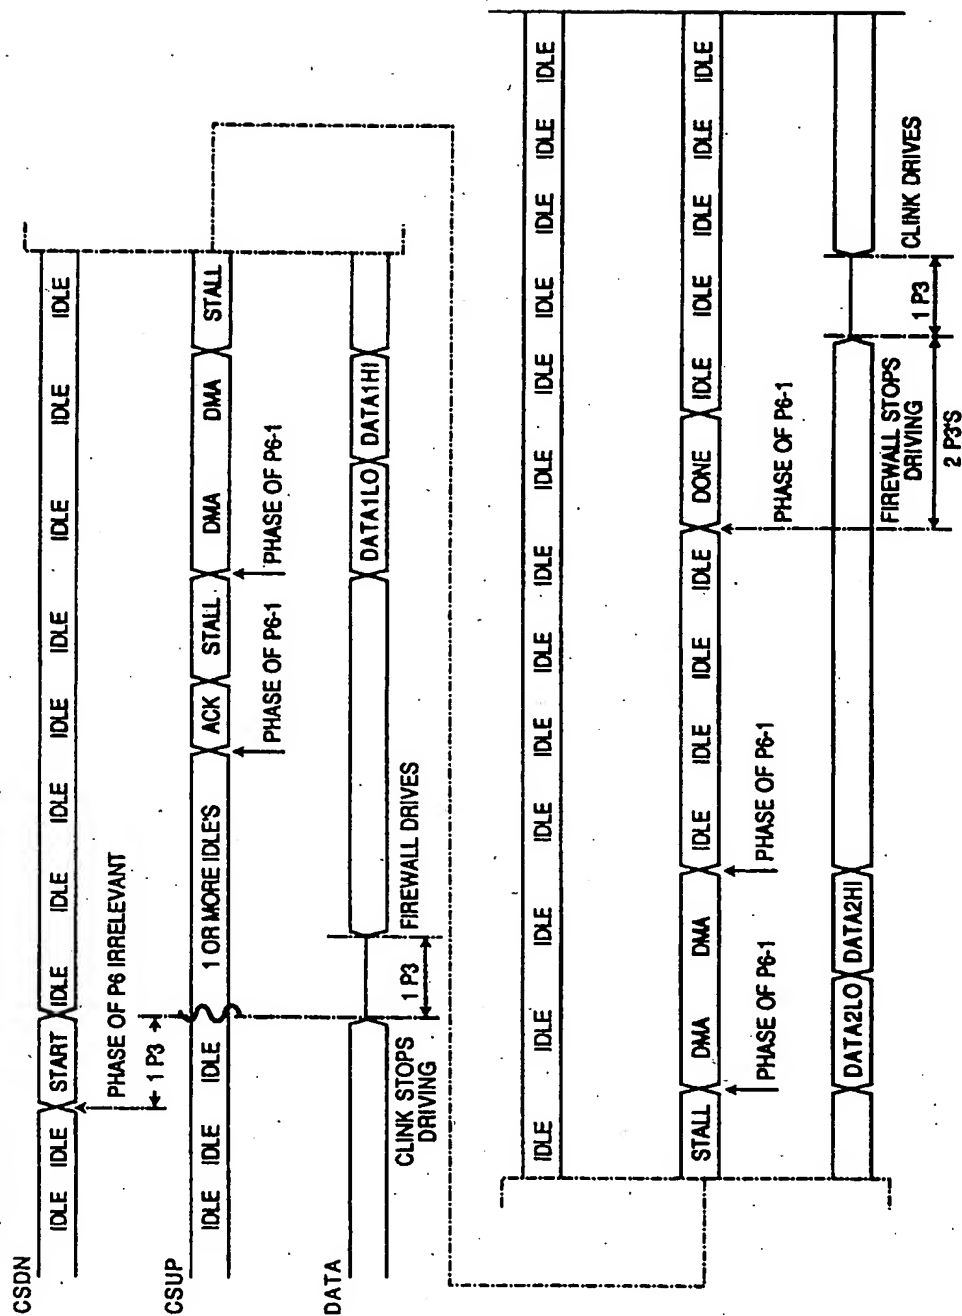 CSDN
IDLE IDLE START IDLE IDLE IDLE IDLE IDLE IDLE IDLE IDLE
PHASE OF P6 IRRELEVANT
1 P3
CSUP
IDLE IDLE IDLE 1 OR MORE IDLE'S ACK STALL DMA DMA STALL
PHASE OF P6-1 PHASE OF P6-1
DATA
DATA1LO DATA1HI
CLINK STOPS
DRIVING
1 P3
FIREWALL DRIVES
IDLE IDLE IDLE IDLE IDLE IDLE IDLE IDLE IDLE IDLE IDLE IDLE IDLE
STALL DMA DMA IDLE IDLE IDLE IDLE DONE IDLE IDLE IDLE IDLE IDLE
PHASE OF P6-1 PHASE OF P6-1 PHASE OF P6-1
DATA2LO DATA2HI
FIREWALL STOPS
DRIVING
2 P3'S
1 P3
CLINK DRIVES